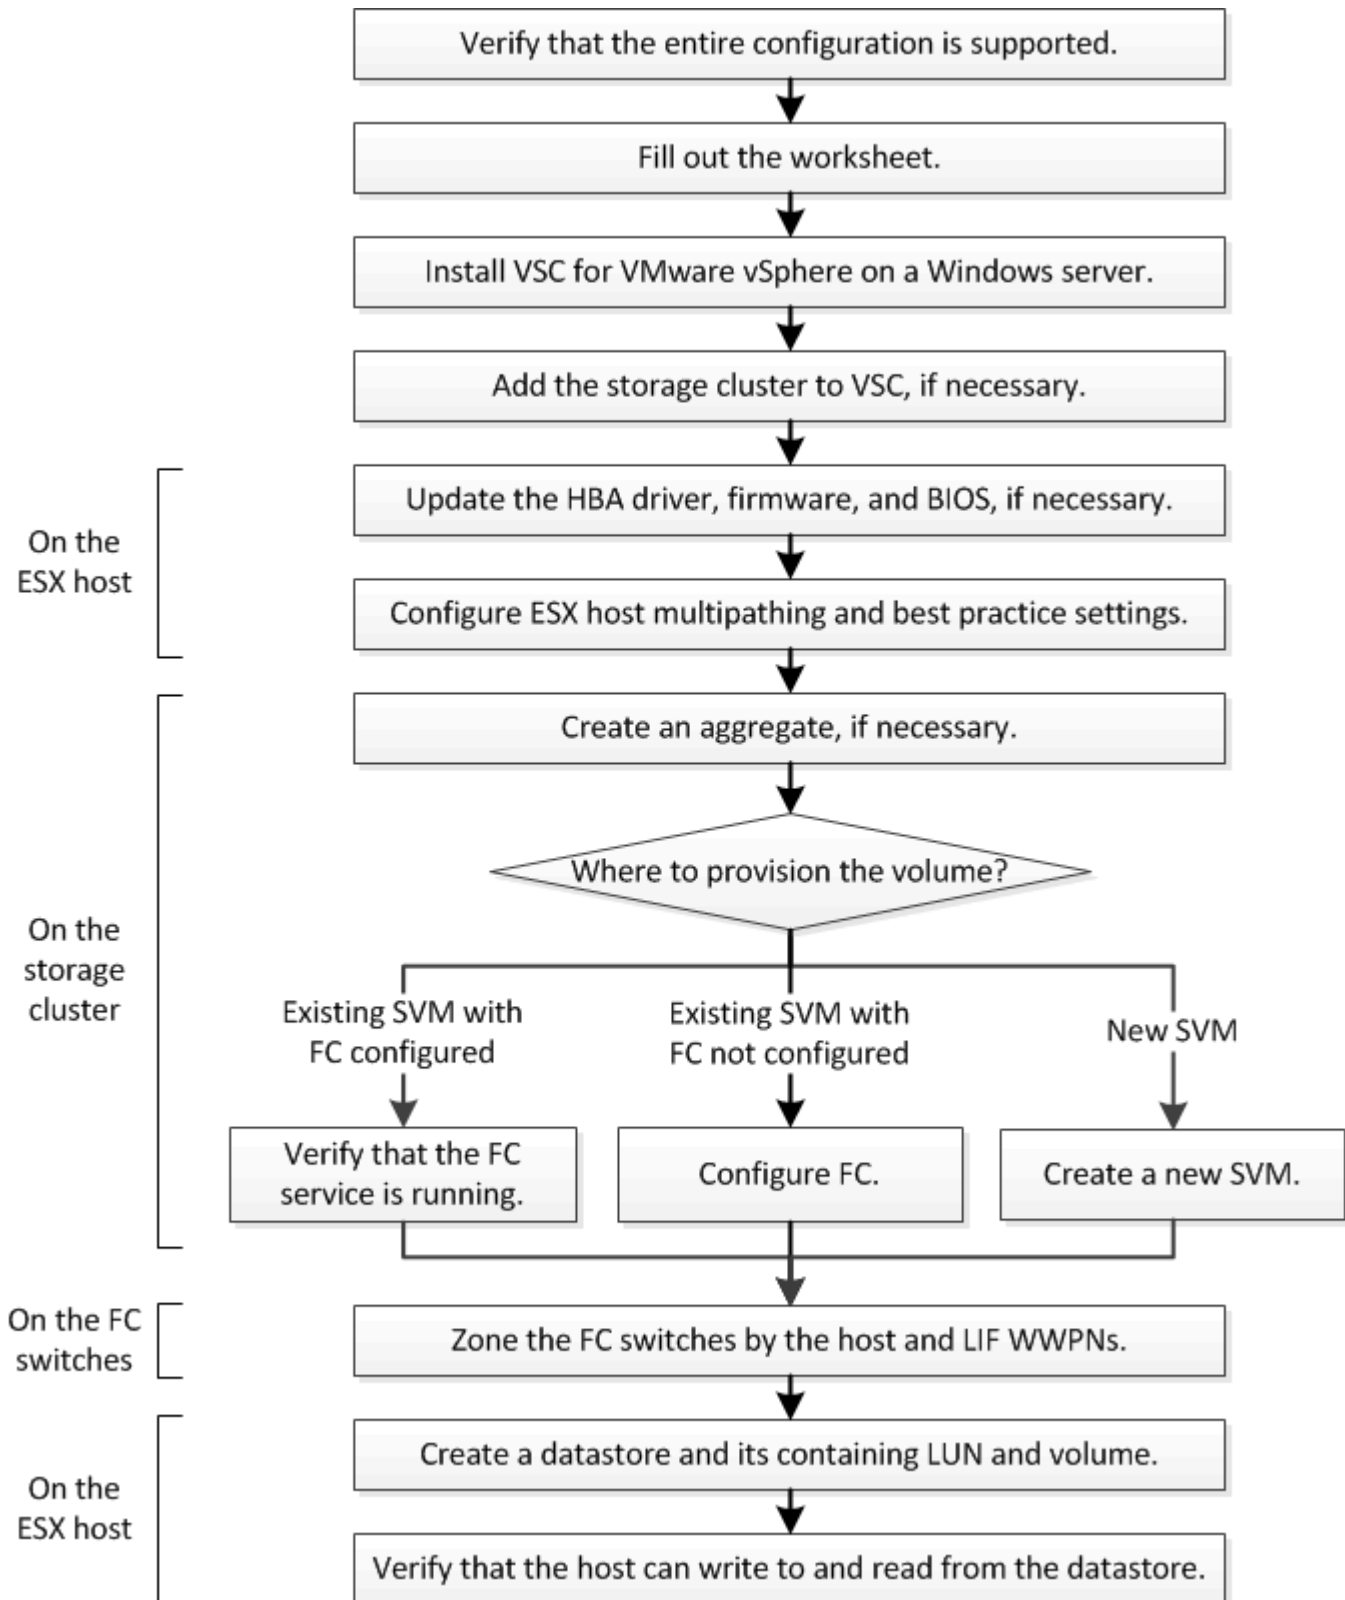 Verify that the entire configuration is supported.
Fill out the worksheet.
Install VSC for VMware vSphere on a Windows server.
Add the storage cluster to VSC, if necessary.
On the
ESX host
Update the HBA driver, firmware, and BIOS, if necessary.
Configure ESX host multipathing and best practice settings.
On the
storage
cluster
Create an aggregate, if necessary.
Where to provision the volume?
Existing SVM with
FC configured
Existing SVM with
FC not configured
New SVM
Verify that the FC
service is running.
Configure FC.
Create a new SVM.
On the FC
switches
Zone the FC switches by the host and LIF WWPNs.
On the
ESX host
Create a datastore and its containing LUN and volume.
Verify that the host can write to and read from the datastore.